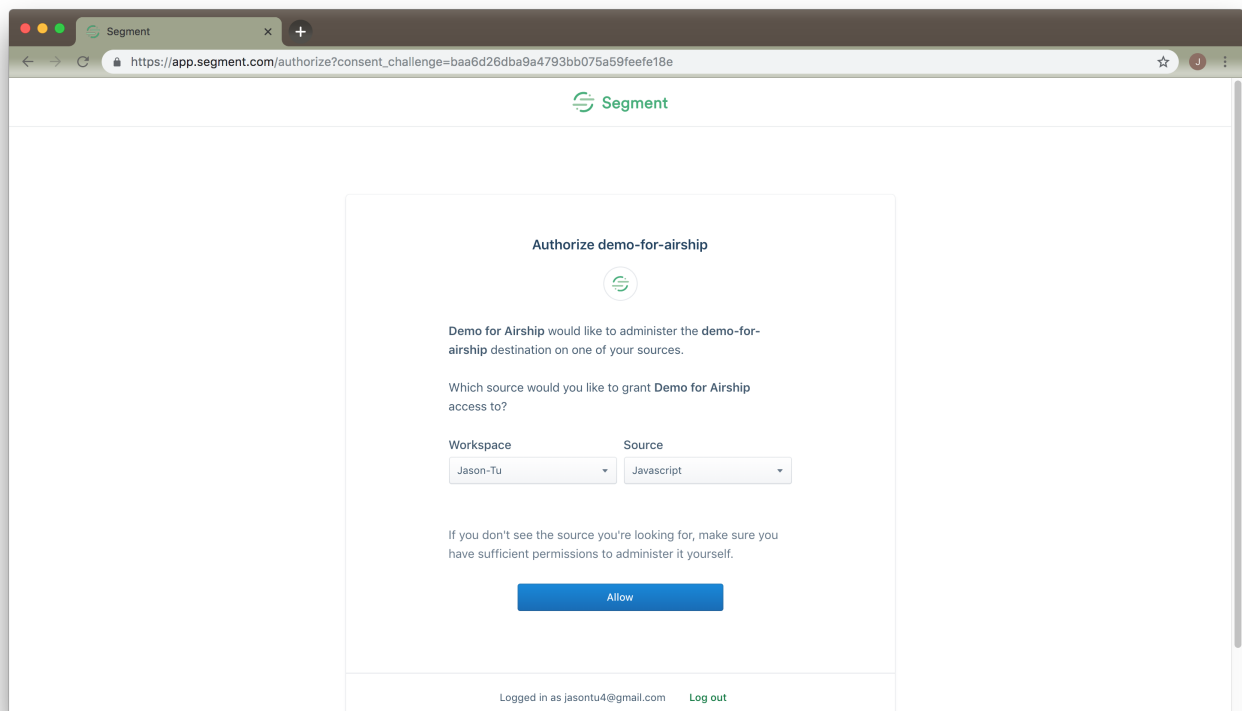 Segment
https://app.segment.com/authorize?consent_challenge=baa6d26dba9a4793bb075a59feefe18e
J
Segment
Authorize demo-for-airship
Demo for Airship would like to administer the demo-for-
airship destination on one of your sources.
Which source would you like to grant Demo for Airship
access to?
Workspace Source
Jason-Tu Javascript
If you don't see the source you're looking for, make sure you
have sufficient permissions to administer it yourself.
Allow
Logged in as jasontu4@gmail.com Log out